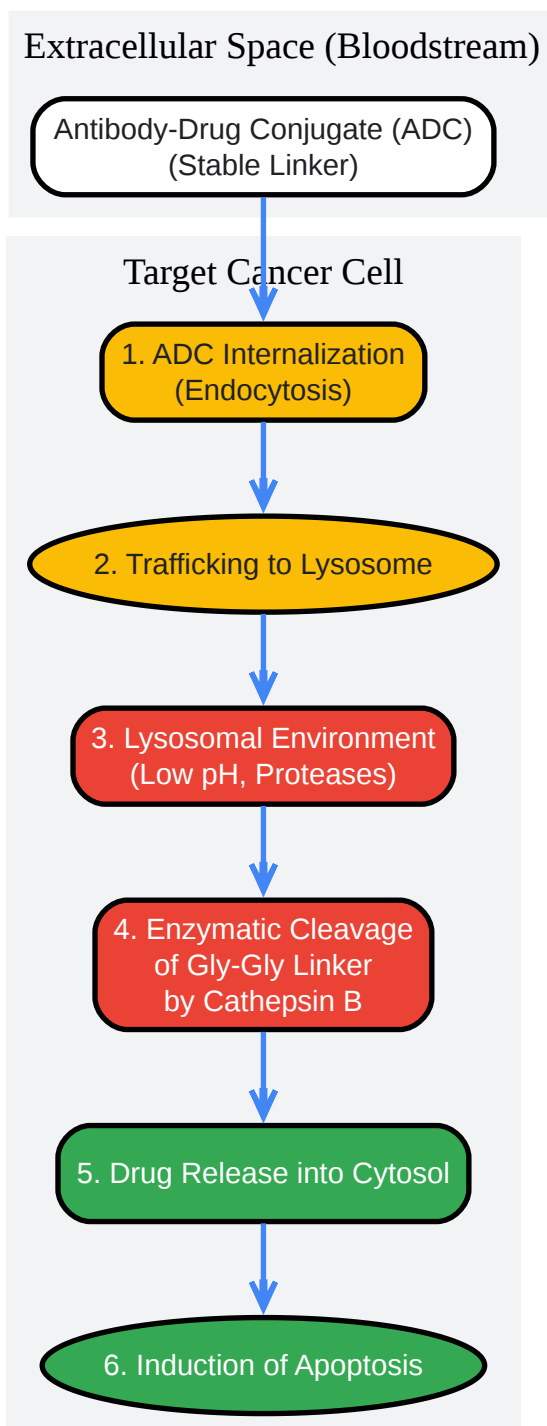 Extracellular Space (Bloodstream)
Antibody-Drug Conjugate (ADC)
(Stable Linker)
Target Cancer Cell
1. ADC Internalization
(Endocytosis)
2. Trafficking to Lysosome
3. Lysosomal Environment
(Low pH, Proteases)
4. Enzymatic Cleavage
of Gly-Gly Linker
by Cathepsin B
5. Drug Release into Cytosol
6. Induction of Apoptosis